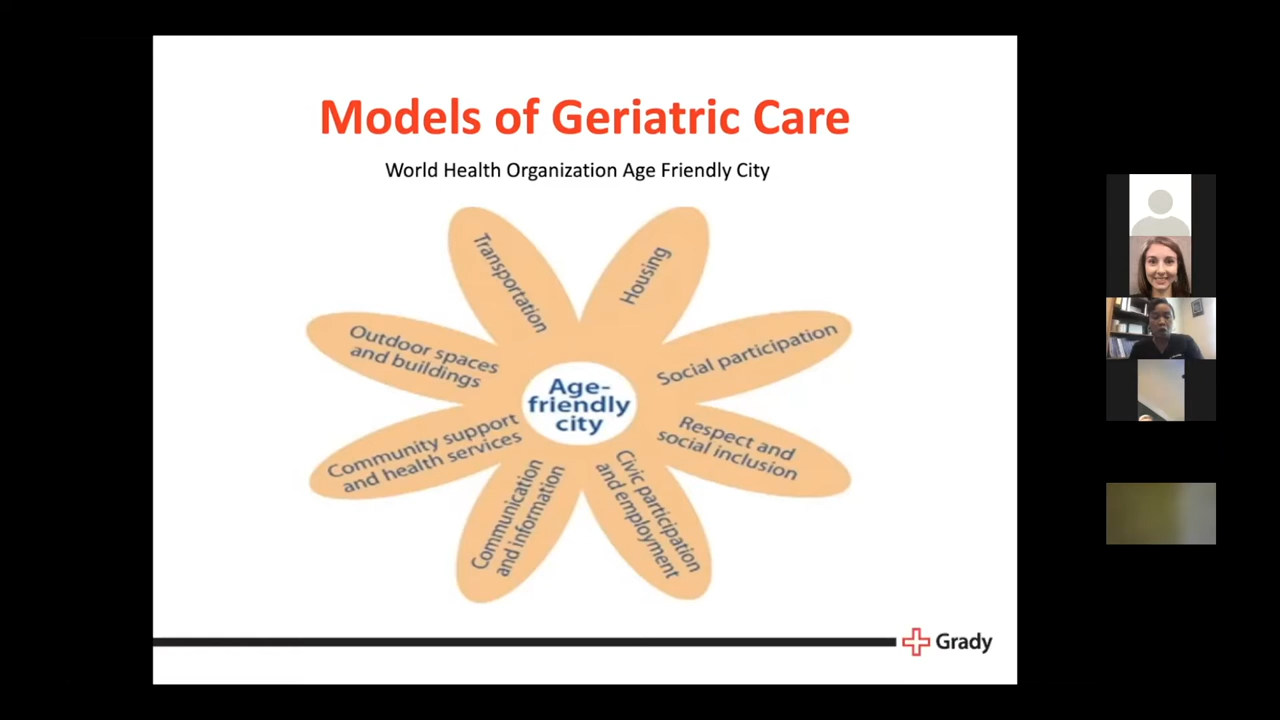 Models of Geriatric Care
World Health Organization Age Friendly City
Transportation
Housing
Outdoor spaces
and buildings
Social participation
Age-
friendly
city
Community support
and health services
Respect and
social inclusion
Communication
and information
Civic participation
and employment
Grady